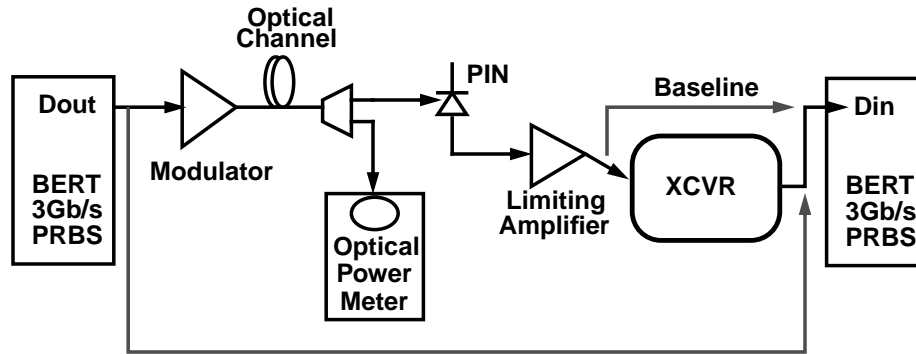 Optical
Channel
PIN
Baseline
Dout
Din
Modulator
XCVR
BERT
3Gb/s
PRBS
Limiting
Amplifier
BERT
3Gb/s
PRBS
Optical
Power
Meter